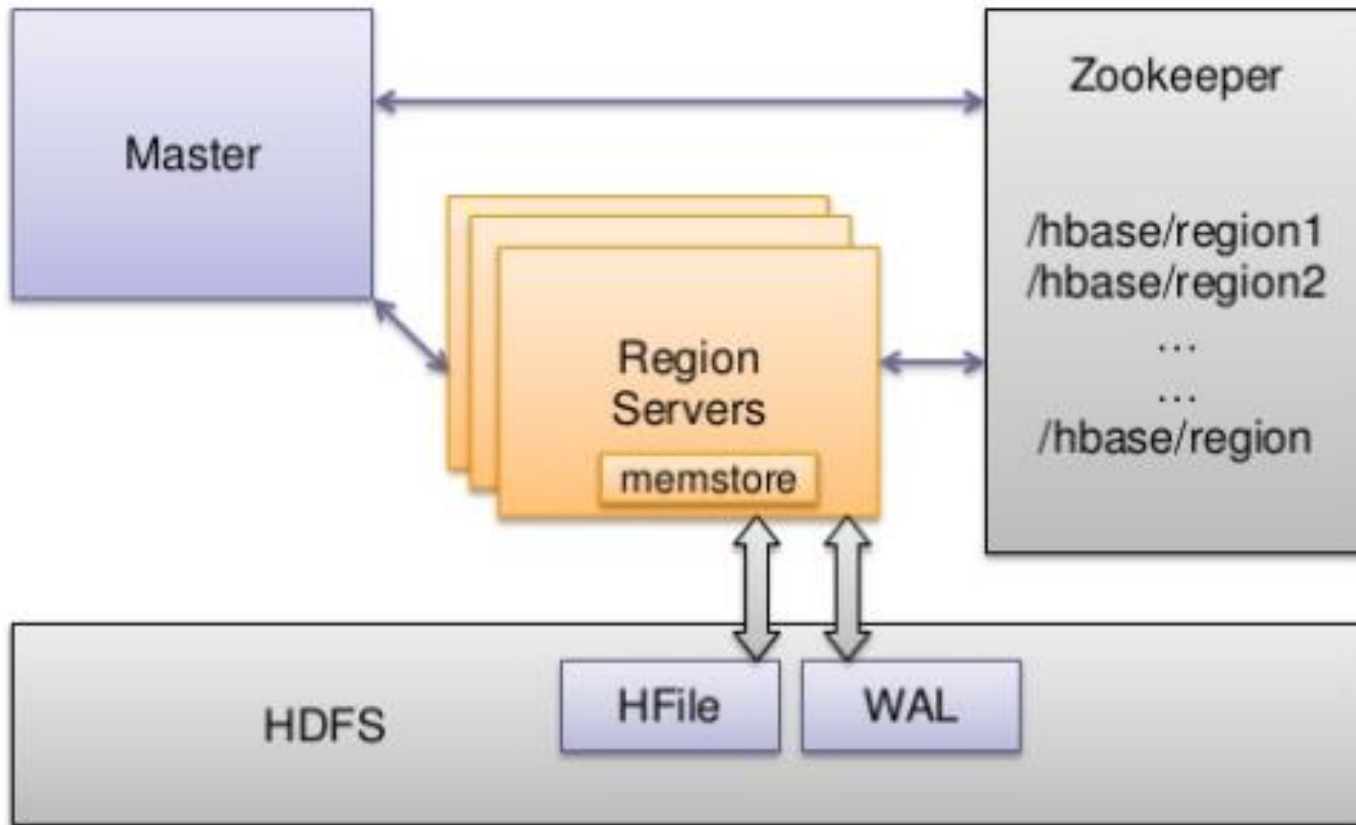 Master
Zookeeper
/hbase/region1
/hbase/region2
...
...
/hbase/region
Region
Servers
memstore
HDFS
HFile
WAL